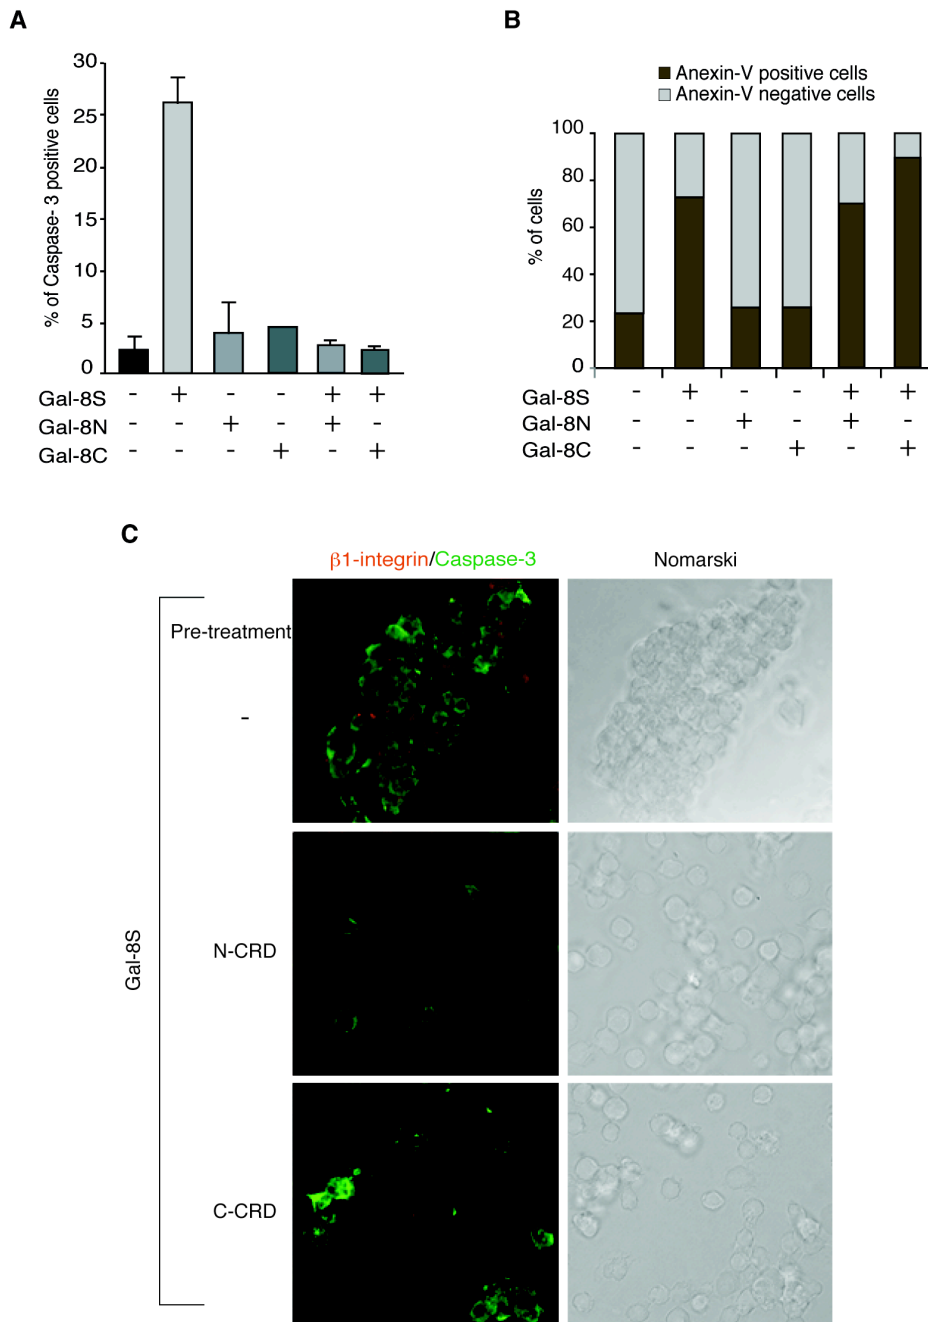 A
% of Caspase- 3 positive cells
30
25
20
15
10
5
0
Gal-8S - + - - + +
Gal-8N - - + - + -
Gal-8C - - - + - +
B
Anexin-V positive cells
Anexin-V negative cells
% of cells
100
80
60
40
20
0
Gal-8S - + - - + +
Gal-8N - - + - + -
Gal-8C - - - + - +
C
β1-integrin/Caspase-3 Nomarski
Gal-8S
Pre-treatment
-
N-CRD
C-CRD